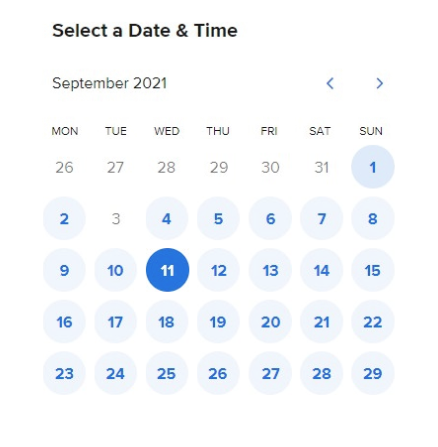 Select a Date & Time
September 2021
MON TUE WED THU FRI SAT SUN
26 27 28 29 30 31 1
2 3 4 5 6 7 8
9 10 11 12 13 14 15
16 17 18 19 20 21 22
23 24 25 26 27 28 29